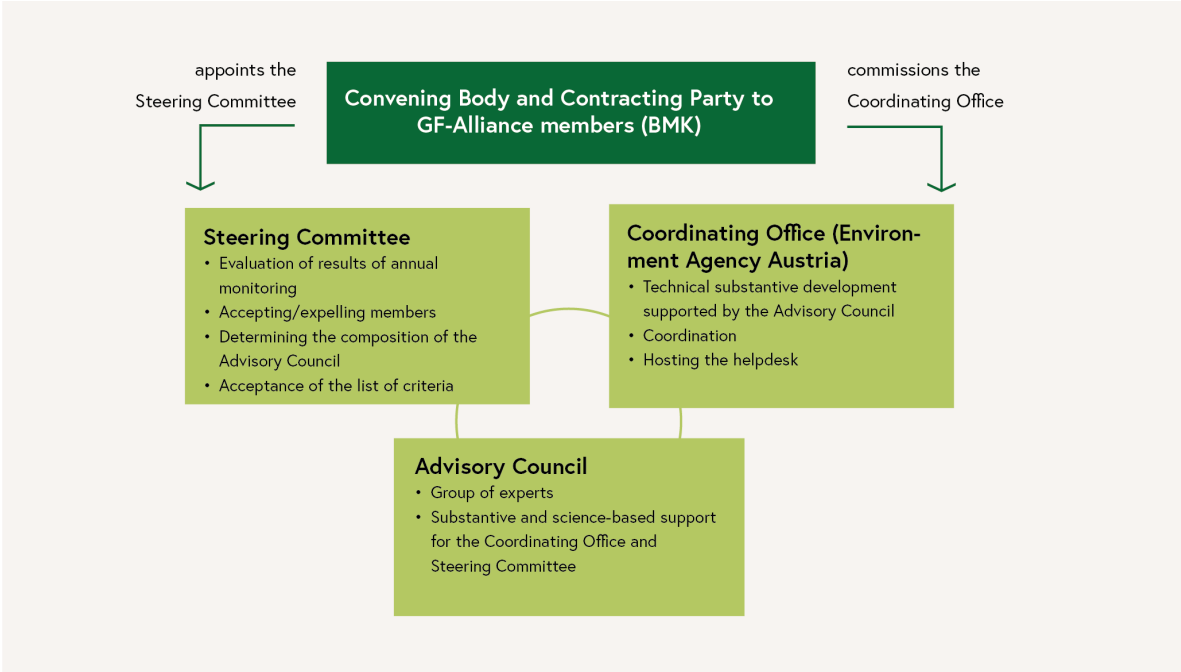 appoints the
Steering Committee
Convening Body and Contracting Party to
GF-Alliance members (BMK)
commissions the
Coordinating Office
Steering Committee
• Evaluation of results of annual
monitoring
• Accepting/expelling members
• Determining the composition of the
Advisory Council
• Acceptance of the list of criteria
Coordinating Office (Environ-
ment Agency Austria)
• Technical substantive development
supported by the Advisory Council
• Coordination
• Hosting the helpdesk
Advisory Council
• Group of experts
• Substantive and science-based support
for the Coordinating Office and
Steering Committee